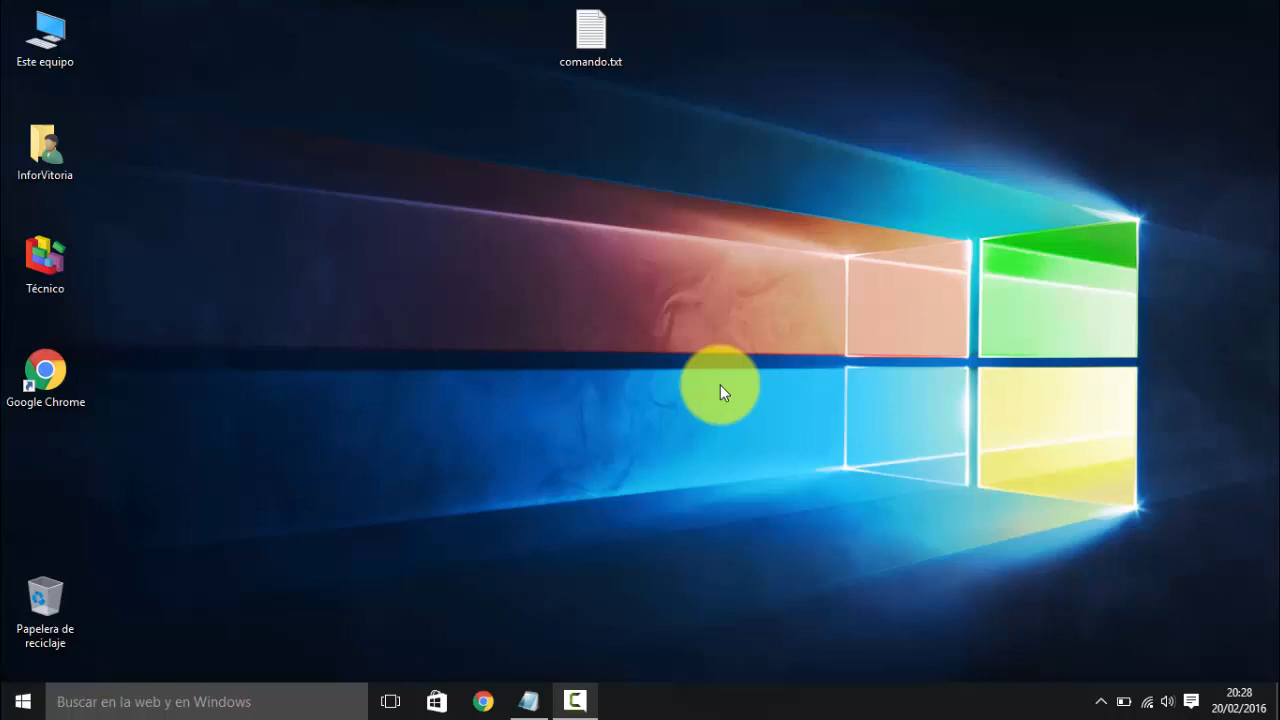 Este equipo
comando.txt
InforVitoria
Técnico
Google Chrome
Papelera de
reciclaje
Buscar en la web y en Windows
20:28
20/02/2016